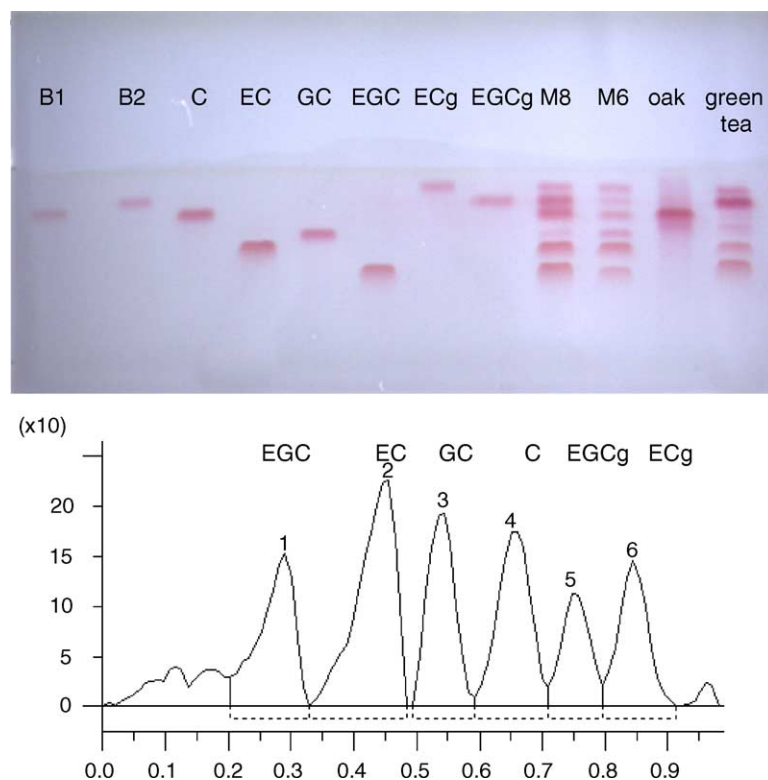 B1 B2 C EC GC EGC ECg EGCg M8 M6 oak green
tea
(x10)
EGC EC GC C EGCg ECg
1 2 3 4 5 6
20
15
10
5
0
0.0 0.1 0.2 0.3 0.4 0.5 0.6 0.7 0.8 0.9